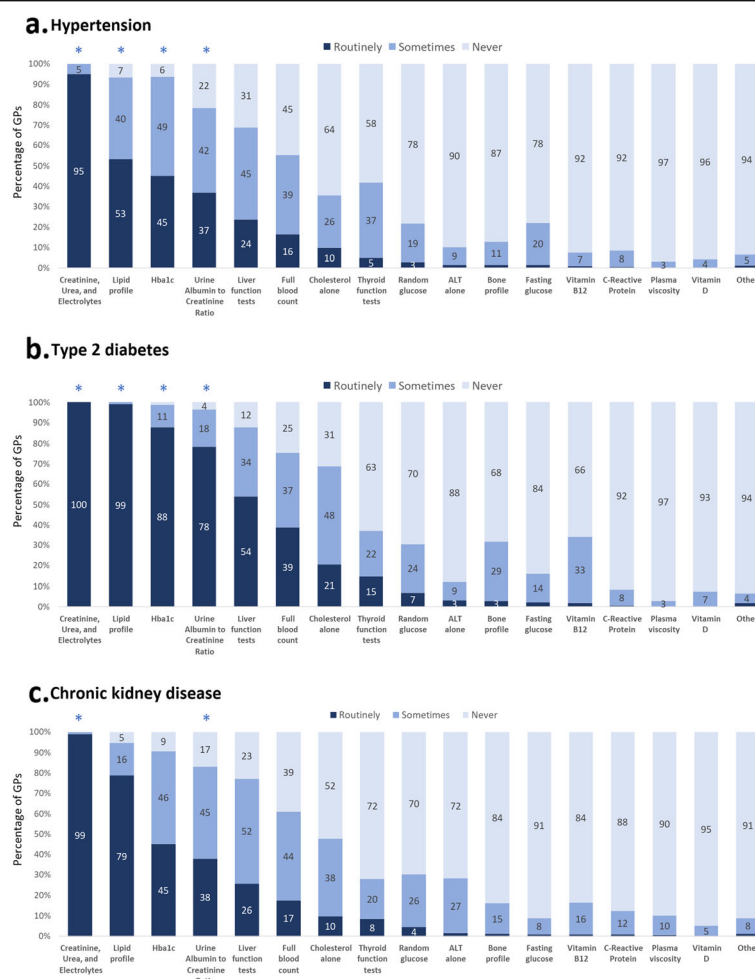 a. Hypertension
* * * *
Routinely Sometimes Never
Percentage of GPs
100%
90%
80%
70%
60%
50%
40%
30%
20%
10%
0%
5 7 6 22 31 45 64 58 78 90 87 78 92 92 97 96 94
95 40 49 42 45 39 26 37 19 9 11 20 7 8 3 4 5
53 45 37 24 16 10 5 3
Creatinine, Lipid Hba1c Urine Liver Full Cholesterol Thyroid Random ALT Bone Fasting Vitamin C-Reactive Plasma Vitamin Othe
Urea, and profile Albumin to function blood alone function glucose alone profile glucose B12 Protein viscosity D
Electrolytes Creatinine tests count tests
Ratio
b. Type 2 diabetes
* * * *
Routinely Sometimes Never
Percentage of GPs
100%
90%
80%
70%
60%
50%
40%
30%
20%
10%
0%
4 12 25 31 63 70 88 68 84 66 92 97 93 94
11 18 34 37 48 22 24 9 29 14 33 8 3 7 4
100 99 88 78 54 39 21 15 7 3 3
Creatinine, Lipid Hba1c Urine Liver Full Cholesterol Thyroid Random ALT Bone Fasting Vitamin C-Reactive Plasma Vitamin Othe
Urea, and profile Albumin to function blood alone function glucose alone profile glucose B12 Protein viscosity D
Electrolytes Creatinine tests count tests
Ratio
c. Chronic kidney disease
* *
Routinely Sometimes Never
Percentage of GPs
100%
90%
80%
70%
60%
50%
40%
30%
20%
10%
0%
5 9 17 23 39 52 72 70 72 84 91 84 88 90 95 91
16 46 45 52 44 38 20 26 27 15 8 16 12 10 5 8
99 79 45 38 26 17 10 8 4
Creatinine, Lipid Hba1c Urine Liver Full Cholesterol Thyroid Random ALT Bone Fasting Vitamin C-Reactive Plasma Vitamin Othe
Urea, and profile Albumin to function blood alone function glucose alone profile glucose B12 Protein viscosity D
Electrolytes Creatinine tests count tests